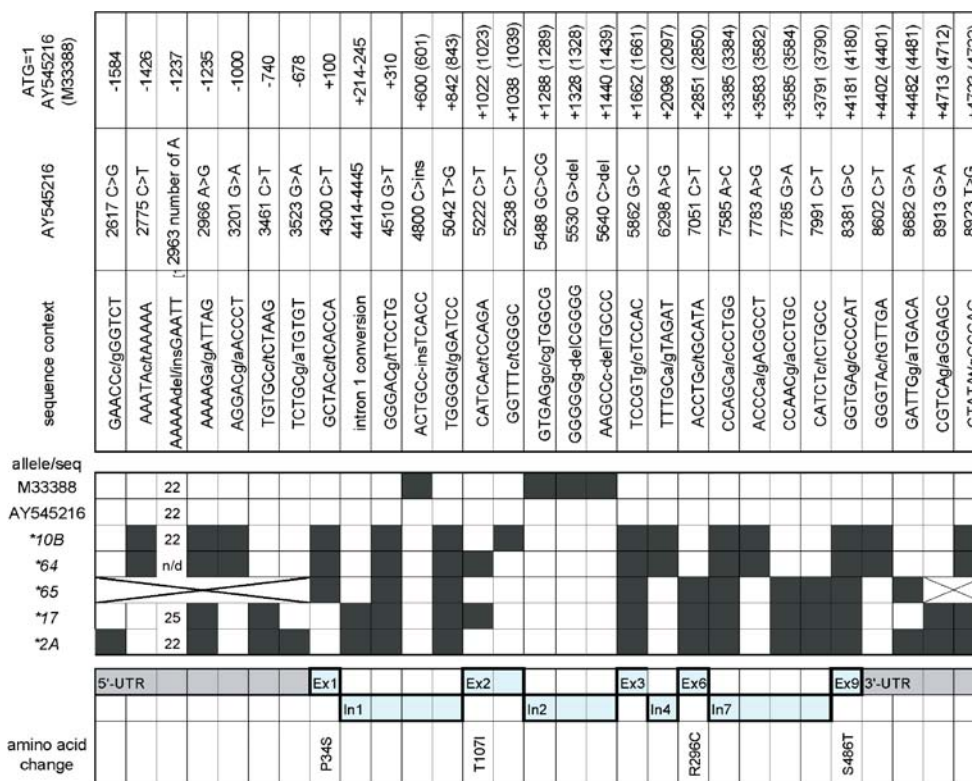 ATG=1
AY545216
(M33388)
-1584
-1426
-1237
-1235
-1000
-740
-678
+100
+214-245
+310
+600 (601)
+842 (843)
+1022 (1023)
+1038 (1039)
+1288 (1289)
+1328 (1328)
+1440 (1439)
+1662 (1661)
+2098 (2097)
+2851 (2850)
+3385 (3384)
+3583 (3582)
+3585 (3584)
+3791 (3790)
+4181 (4180)
+4402 (4401)
+4482 (4481)
+4713 (4712)
AY545216
2617 C>G
2775 C>T
2963 number of A
2966 A>G
3201 G>A
3461 C>T
3523 G>A
4300 C>T
4414-4445
4510 G>T
4800 C>ins
5042 T>G
5222 C>T
5238 C>T
5488 GC>CG
5530 G>del
5640 C>del
5862 G>C
6298 A>G
7051 C>T
7585 A>C
7783 A>G
7785 G>A
7991 C>T
8381 G>C
8602 C>T
8682 G>A
8913 G>A
8923 T>G
sequence context
GAACCc/gGGTCT
AAATAc/tAAAAA
AAAAAdel/insGAATT
AAAAGa/gATTAG
AGGACg/aACCCT
TGTGCc/tCTAAG
TCTGCg/aTGTGT
GCTACc/tCACCA
intron 1 conversion
GGGACg/tTCCTG
ACTGCc-insTCACC
TGGGGt/gGATCC
CATCAc/tCCAGA
GGTTTc/tTGGGC
GTGAGgc/cgTGGCG
GGGGGg-delCGGGG
AAGCCc-delTGCCC
TCCGTg/cTCCAC
TTTGCa/gTAGAT
ACCTGc/tGCATA
CCAGCa/cCCTGG
ACCCa/gACGCCT
CCAACg/aCCTGC
CATCTc/tCTGCC
GGTGAg/cCCCAT
GGGTAc/tGTTGA
GATTGg/aTGACA
CGTCAg/aGGAGC
allele/seq
M33388 22
AY545216 22
*10B 22
*64 n/d
*65
*17 25
*2A 22
5'-UTR Ex1 Ex2 Ex3 Ex6 Ex9 3'-UTR
In1 In2 In4 In7
amino acid
change
P34S
T107I
R296C
S486T